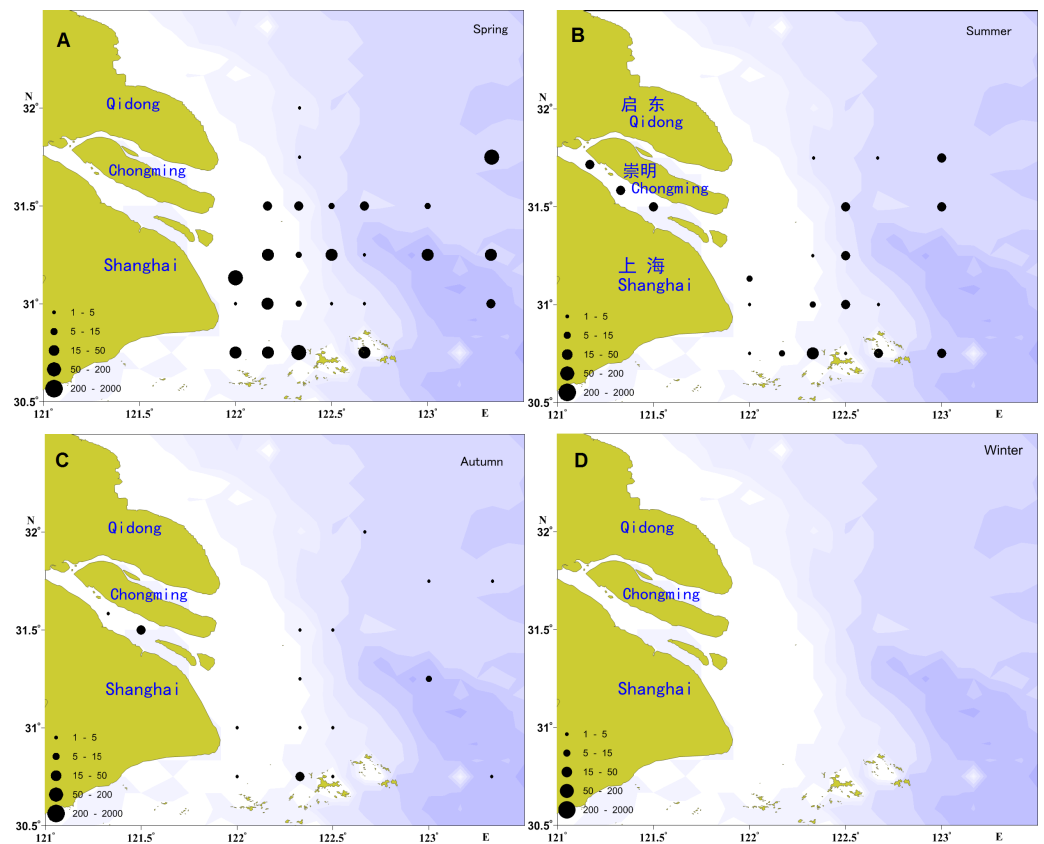 A
Spring
N
32°
Qidong
Chongming
31.5°
Shanghai
31°
1 - 5
5 - 15
15 - 50
50 - 200
200 - 2000
30.5°
121°
121.5°
122°
122.5°
123°
E
B
Summer
N
32°
启 东
Qidong
崇明
Chongming
31.5°
上 海
Shanghai
31°
1 - 5
5 - 15
15 - 50
50 - 200
200 - 2000
30.5°
121°
121.5°
122°
122.5°
123°
E
C
Autumn
N
32°
Qidong
Chongming
31.5°
Shanghai
31°
1 - 5
5 - 15
15 - 50
50 - 200
200 - 2000
30.5°
121°
121.5°
122°
122.5°
123°
E
D
Winter
N
32°
Qidong
Chongming
31.5°
Shanghai
31°
1 - 5
5 - 15
15 - 50
50 - 200
200 - 2000
30.5°
121°
121.5°
122°
122.5°
123°
E